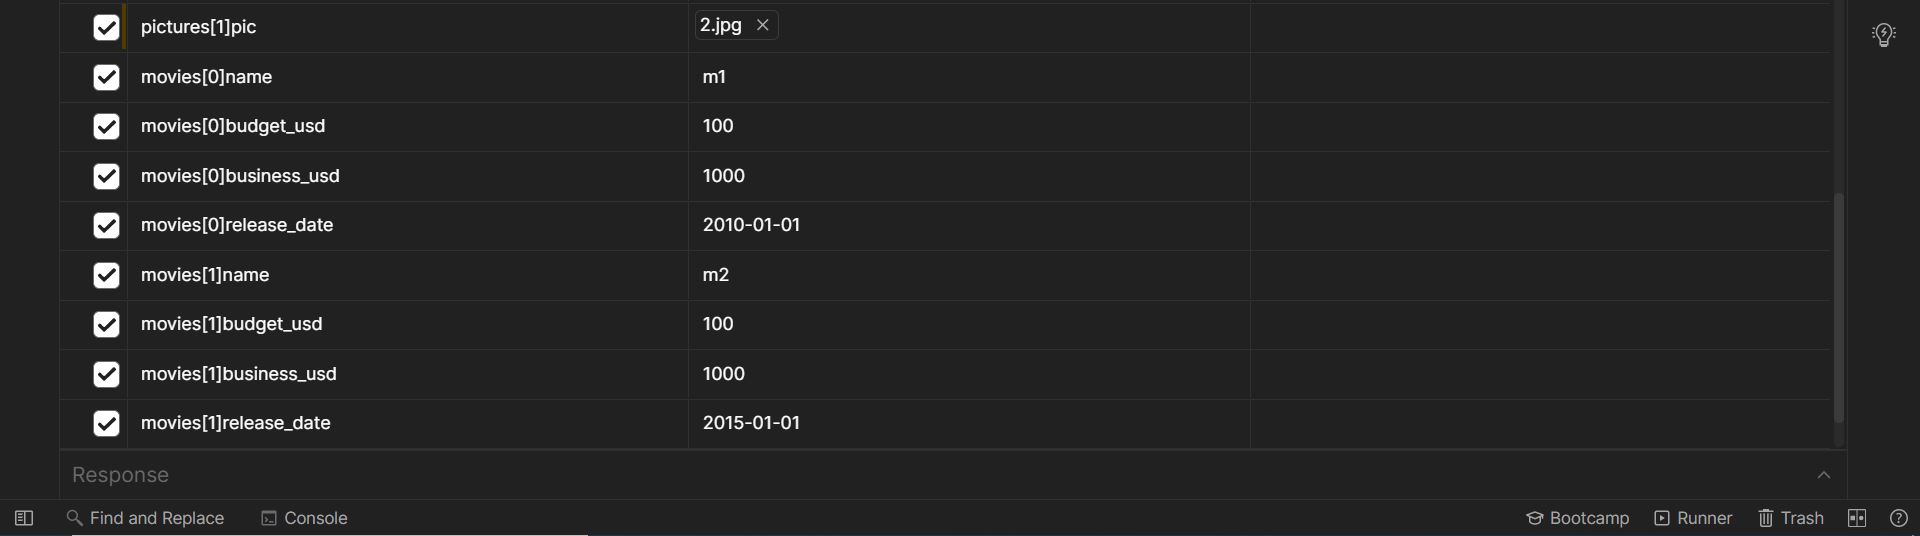 pictures[1]pic 2.jpg
movies[0]name m1
movies[0]budget_usd 100
movies[0]business_usd 1000
movies[0]release_date 2010-01-01
movies[1]name m2
movies[1]budget_usd 100
movies[1]business_usd 1000
movies[1]release_date 2015-01-01
Response
Find and Replace Console Bootcamp Runner Trash